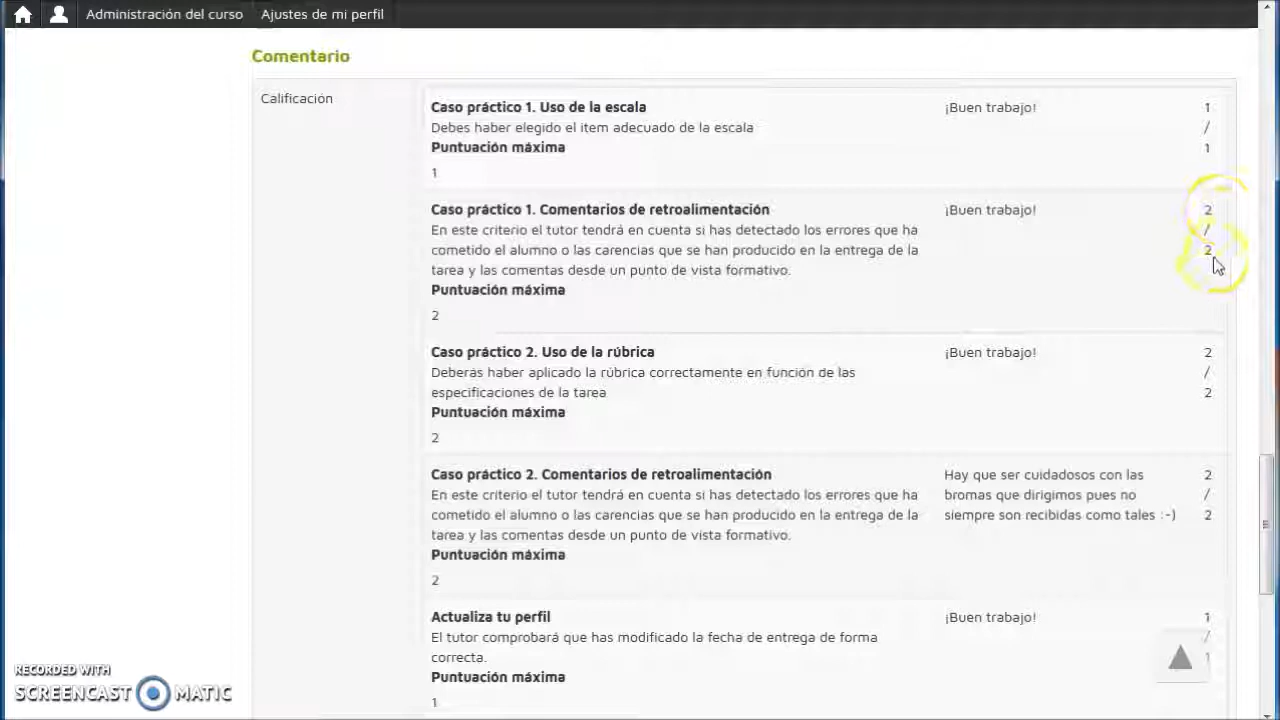 Administración del curso Ajustes de mi perfil
Comentario
Calificación
Caso práctico 1. Uso de la escala ¡Buen trabajo! 1
Debes haber elegido el item adecuado de la escala /
Puntuación máxima 1
1
Caso práctico 1. Comentarios de retroalimentación ¡Buen trabajo! 2
En este criterio el tutor tendrá en cuenta si has detectado los errores que ha /
cometido el alumno o las carencias que se han producido en la entrega de la 2
tarea y las comentas desde un punto de vista formativo.
Puntuación máxima
2
Caso práctico 2. Uso de la rúbrica ¡Buen trabajo! 2
Deberás haber aplicado la rúbrica correctamente en función de las /
especificaciones de la tarea 2
Puntuación máxima
2
Caso práctico 2. Comentarios de retroalimentación Hay que ser cuidadosos con las 2
En este criterio el tutor tendrá en cuenta si has detectado los errores que ha bromas que dirigimos pues no /
cometido el alumno o las carencias que se han producido en la entrega de la siempre son recibidas como tales :-) 2
tarea y las comentas desde un punto de vista formativo.
Puntuación máxima
2
Actualiza tu perfil ¡Buen trabajo! 1
El tutor comprobará que has modificado la fecha de entrega de forma /
correcta. 1
Puntuación máxima
1
RECORDED WITH
SCREENCAST MATIC